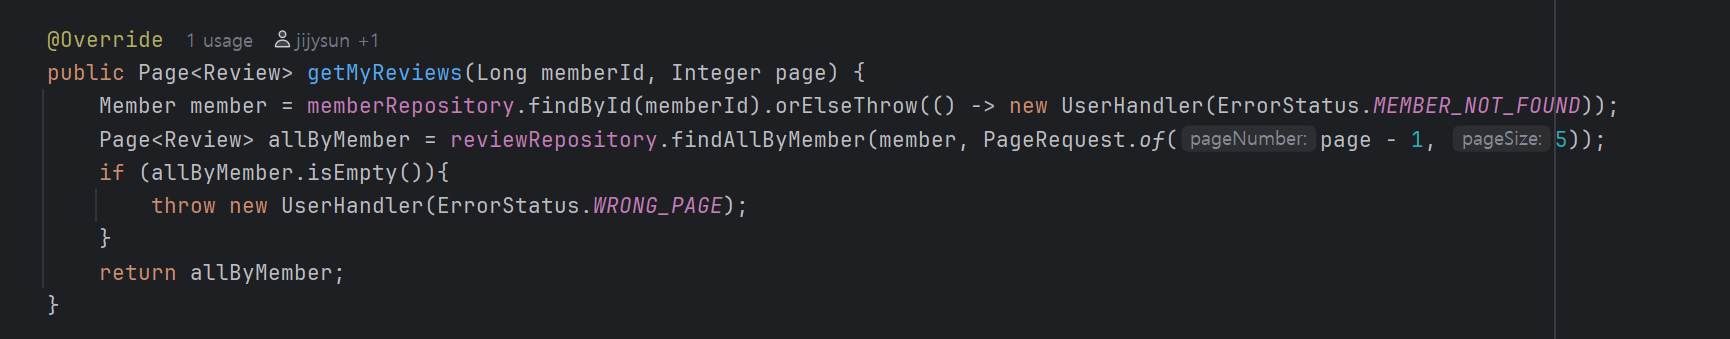 @Override 1 usage jijysun +1
public Page<Review> getMyReviews(Long memberId, Integer page) {
Member member = memberRepository.findById(memberId).orElseThrow(() -> new UserHandler(ErrorStatus.MEMBER_NOT_FOUND));
Page<Review> allByMember = reviewRepository.findAllByMember(member, PageRequest.of( pageNumber: page - 1, pageSize: 5));
if (allByMember.isEmpty()){
throw new UserHandler(ErrorStatus.WRONG_PAGE);
}
return allByMember;
}